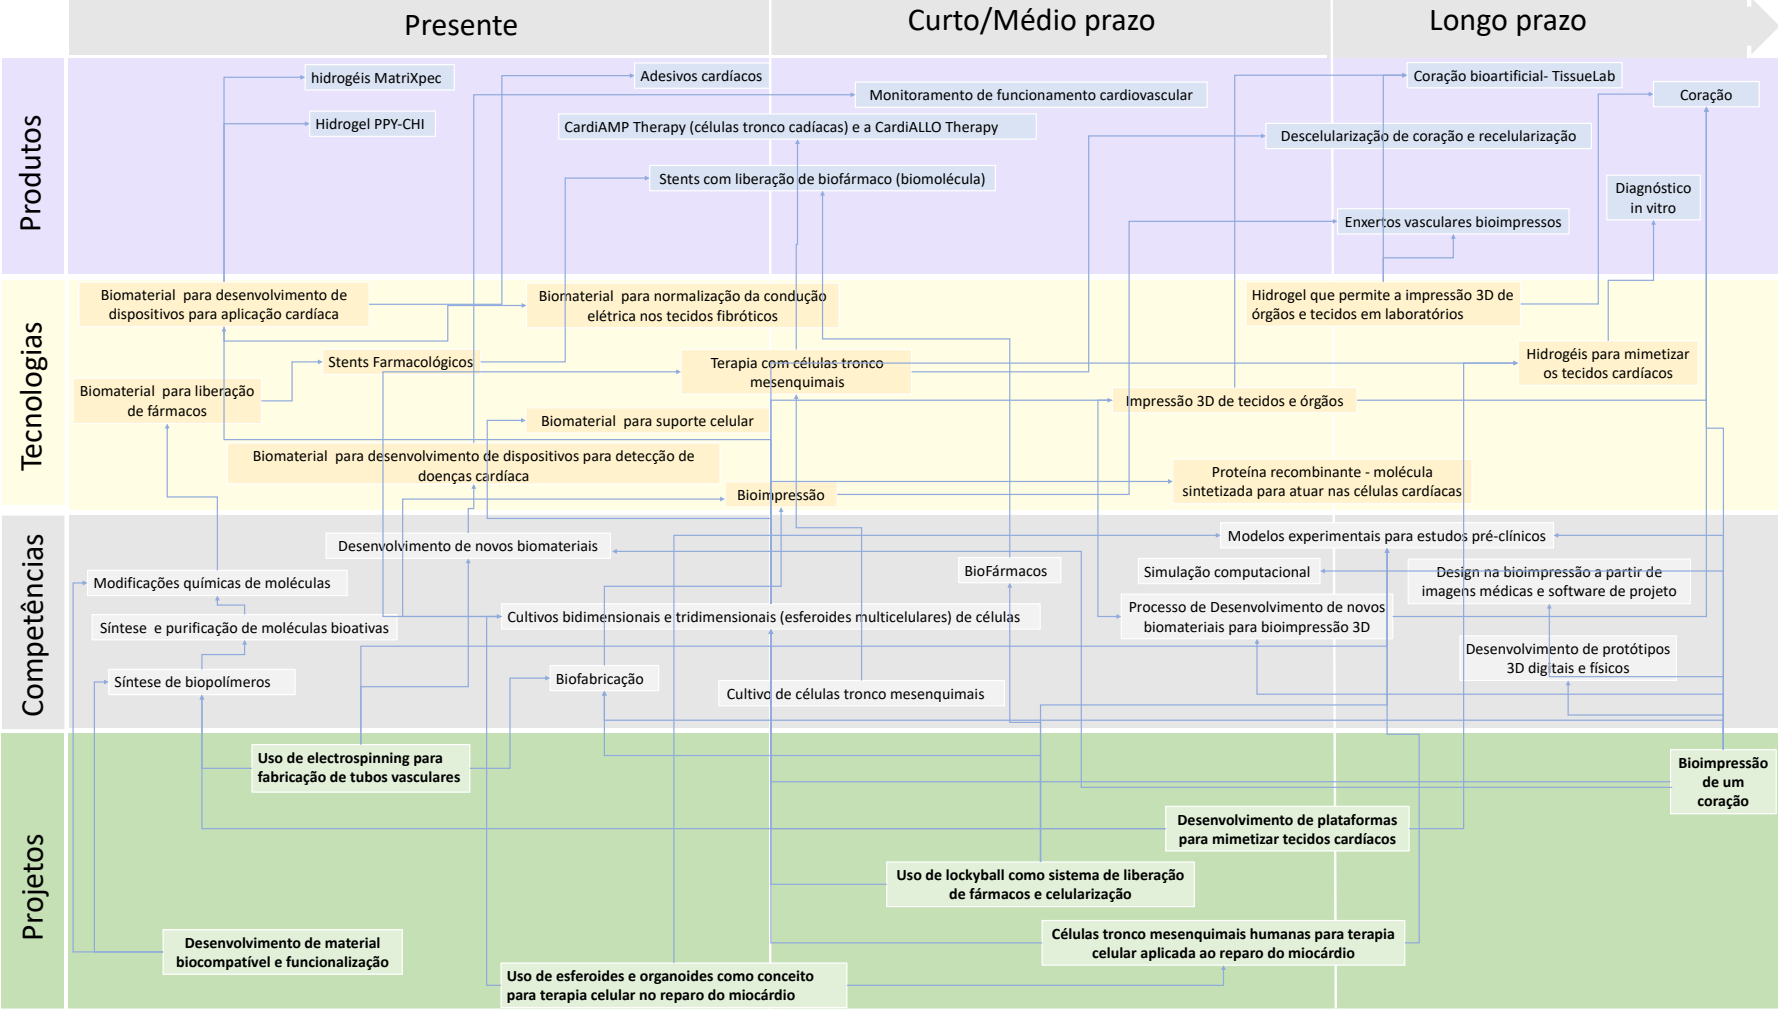 Presente
Curto/Médio prazo
Longo prazo
Produtos
hidrogéis MatriXpec
Adesivos cardíacos
Coração bioartificial- TissueLab
Monitoramento de funcionamento cardiovascular
Coração
Hidrogel PPY-CHI
CardiAMP Therapy (células tronco cadíacas) e a CardiALLO Therapy
Descelularização de coração e recelularização
Stents com liberação de biofármaco (biomolécula)
Diagnóstico
in vitro
Enxertos vasculares bioimpressos
Tecnologias
Biomaterial para desenvolvimento de
dispositivos para aplicação cardíaca
Biomaterial para normalização da condução
elétrica nos tecidos fibróticos
Hidrogel que permite a impressão 3D de
órgãos e tecidos em laboratórios
Stents Farmacológicos
Terapia com células tronco
mesenquimais
Hidrogéis para mimetizar
os tecidos cardíacos
Biomaterial para liberação
de fármacos
Impressão 3D de tecidos e órgãos
Biomaterial para suporte celular
Biomaterial para desenvolvimento de dispositivos para detecção de
doenças cardíaca
Proteína recombinante - molécula
sintetizada para atuar nas células cardíacas
Bioimpressão
Competências
Desenvolvimento de novos biomateriais
Modelos experimentais para estudos pré-clínicos
Modificações químicas de moléculas
BioFármacos
Simulação computacional
Design na bioimpressão a partir de
imagens médicas e software de projeto
Síntese e purificação de moléculas bioativas
Cultivos bidimensionais e tridimensionais (esferoides multicelulares) de células
Processo de Desenvolvimento de novos
biomateriais para bioimpressão 3D
Desenvolvimento de protótipos
3D digitais e físicos
Síntese de biopolímeros
Biofabricação
Cultivo de células tronco mesenquimais
Projetos
Uso de electrospinning para
fabricação de tubos vasculares
Bioimpressão
de um
coração
Desenvolvimento de plataformas
para mimetizar tecidos cardíacos
Uso de lockyball como sistema de liberação
de fármacos e celularização
Desenvolvimento de material
biocompatível e funcionalização
Células tronco mesenquimais humanas para terapia
celular aplicada ao reparo do miocárdio
Uso de esferoides e organoides como conceito
para terapia celular no reparo do miocárdio